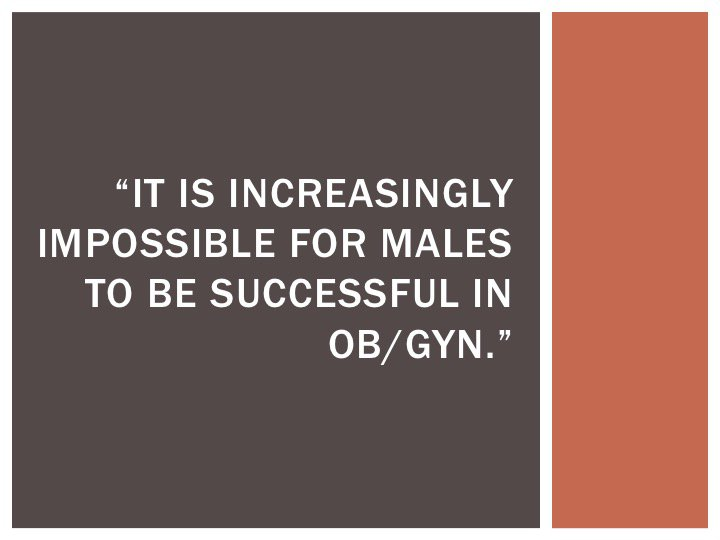 “IT IS INCREASINGLY
IMPOSSIBLE FOR MALES
TO BE SUCCESSFUL IN
OB/GYN.”